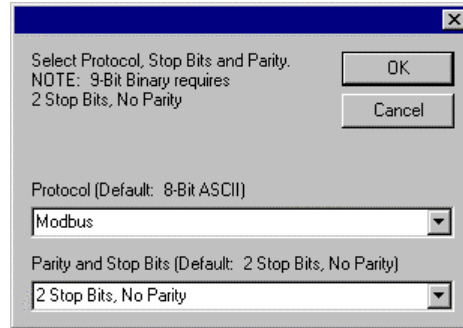 Select Protocol, Stop Bits and Parity.
NOTE:  9-Bit Binary requires
2 Stop Bits, No Parity
OK
Cancel
Protocol (Default:  8-Bit ASCII)
Modbus
Parity and Stop Bits (Default:  2 Stop Bits, No Parity)
2 Stop Bits, No Parity